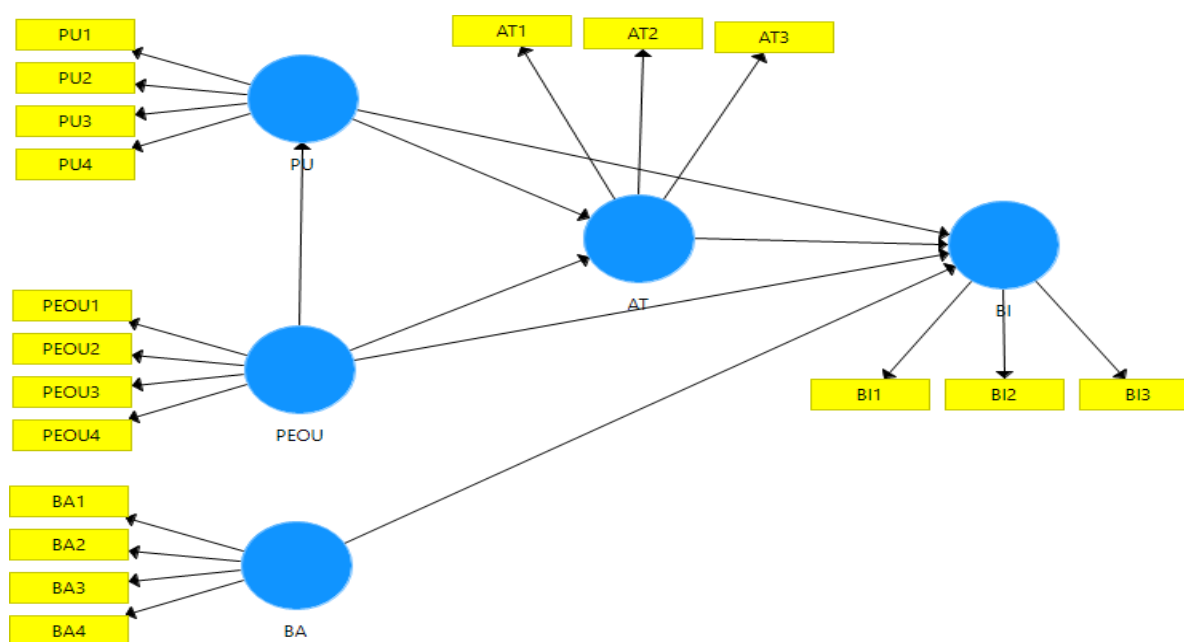 PU1
PU2
PU3
PU4
PU
AT1
AT2
AT3
AT
PEOU1
PEOU2
PEOU3
PEOU4
PEOU
BI
BI1
BI2
BI3
BA1
BA2
BA3
BA4
BA